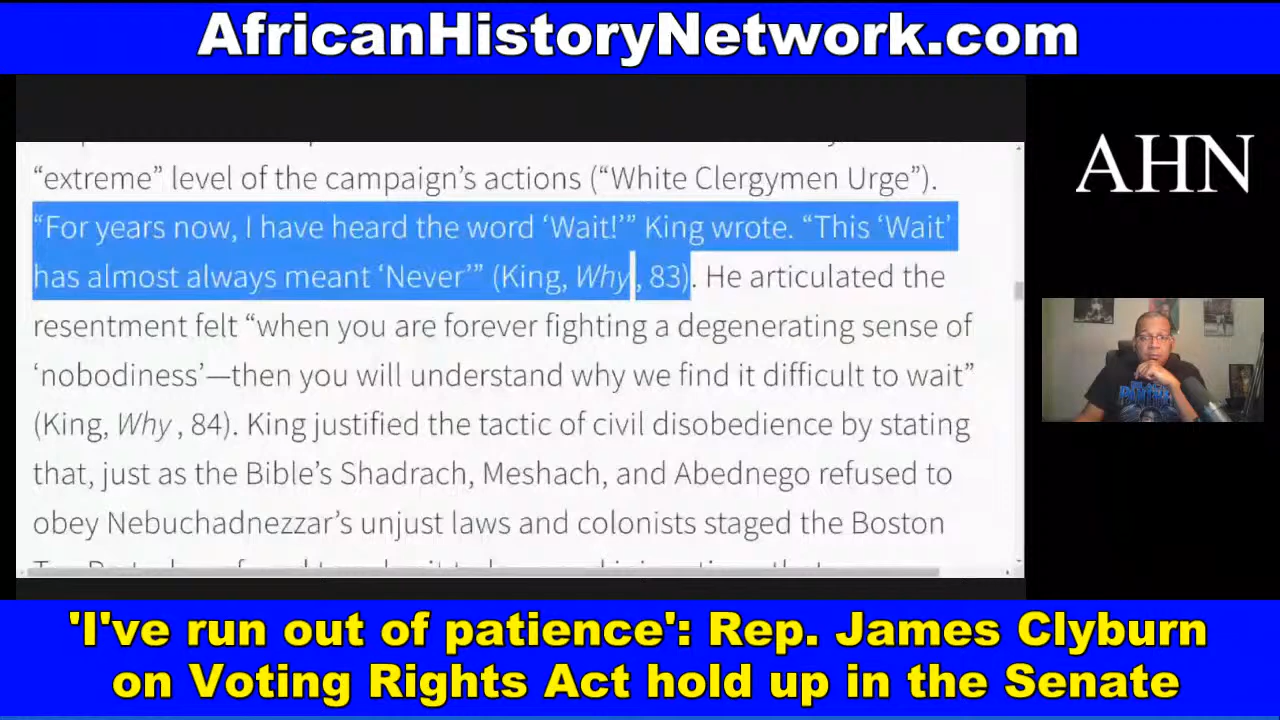 AfricanHistoryNetwork.com
AHN
“extreme” level of the campaign’s actions (“White Clergymen Urge”).
“For years now, I have heard the word ‘Wait!’” King wrote. “This ‘Wait’
has almost always meant ‘Never’” (King, Why , 83). He articulated the
resentment felt “when you are forever fighting a degenerating sense of
‘nobodiness’—then you will understand why we find it difficult to wait”
(King, Why , 84). King justified the tactic of civil disobedience by stating
that, just as the Bible’s Shadrach, Meshach, and Abednego refused to
obey Nebuchadnezzar’s unjust laws and colonists staged the Boston
PANTHER
'I've run out of patience': Rep. James Clyburn
on Voting Rights Act hold up in the Senate